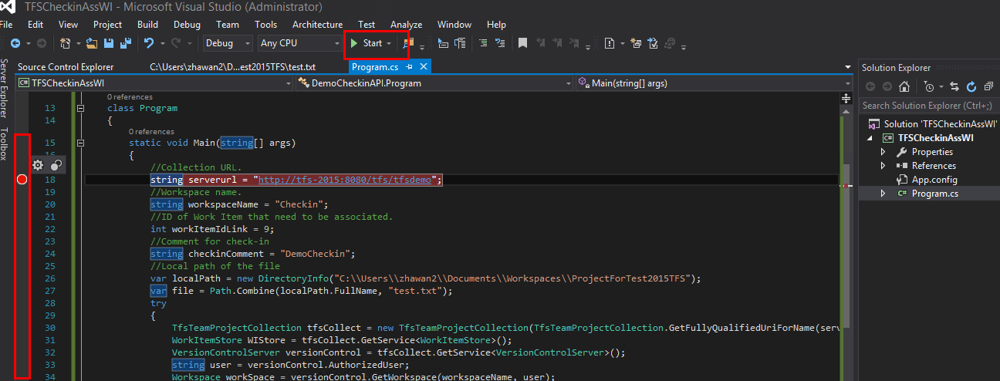 TFSCheckinAssWI - Microsoft Visual Studio (Administrator)
File Edit View Project Build Debug Team Tools Architecture Test Analyze Window Help
Debug Any CPU Start
Server Explorer
Toolbox
Source Control Explorer C:\Users\zhawan2\D...est2015TFS\test.txt Program.cs
TFSCheckinAssWI DemoCheckinAPI.Program Main(string[] args)
0 references
13 class Program
14 {
0 references
15 static void Main(string[] args)
16 {
//Collection URL.
18 string serverurl = "http://tfs-2015:8080/tfs/tfsdemo";
19 //Workspace name.
20 string workspaceName = "Checkin";
21 //ID of Work Item that need to be associated.
22 int workItemIdLink = 9;
23 //Comment for check-in
24 string checkinComment = "DemoCheckin";
25 //Local path of the file
26 var localPath = new DirectoryInfo("C:\\Users\\zhawan2\\Documents\\Workspaces\\ProjectForTest2015TFS");
27 var file = Path.Combine(localPath.FullName, "test.txt");
28 try
29 {
30 TfsTeamProjectCollection tfsCollect = new TfsTeamProjectCollection(TfsTeamProjectCollection.GetFullyQualifiedUriForName(serv
31 WorkItemStore WIStore = tfsCollect.GetService<WorkItemStore>();
32 VersionControlServer versionControl = tfsCollect.GetService<VersionControlServer>();
33 string user = versionControl.AuthorizedUser;
34 Workspace workSpace = versionControl.GetWorkspace(workspaceName, user);
Solution Explorer
Search Solution Explorer (Ctrl+;)
Solution 'TFSCheckinAssWI'
C# TFSCheckinAssWI
Properties
References
App.config
C# Program.cs